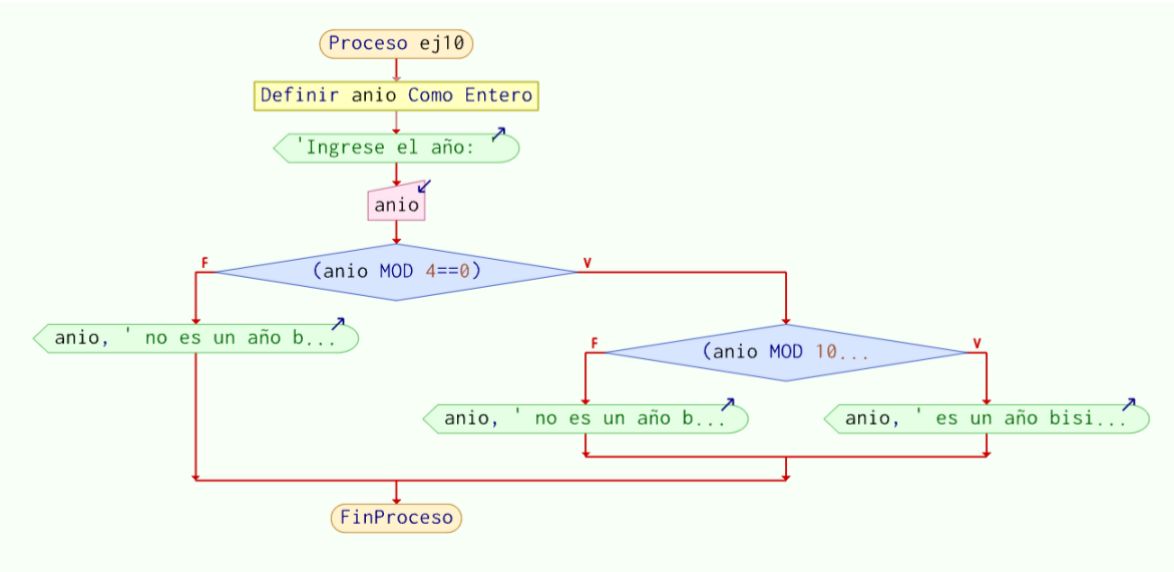 Proceso ej10
Definir anio Como Entero
'Ingrese el año: '
anio
F
(anio MOD 4==0)
V
anio, ' no es un año b...
F
(anio MOD 10...
V
anio, ' no es un año b...
anio, ' es un año bisi...
FinProceso